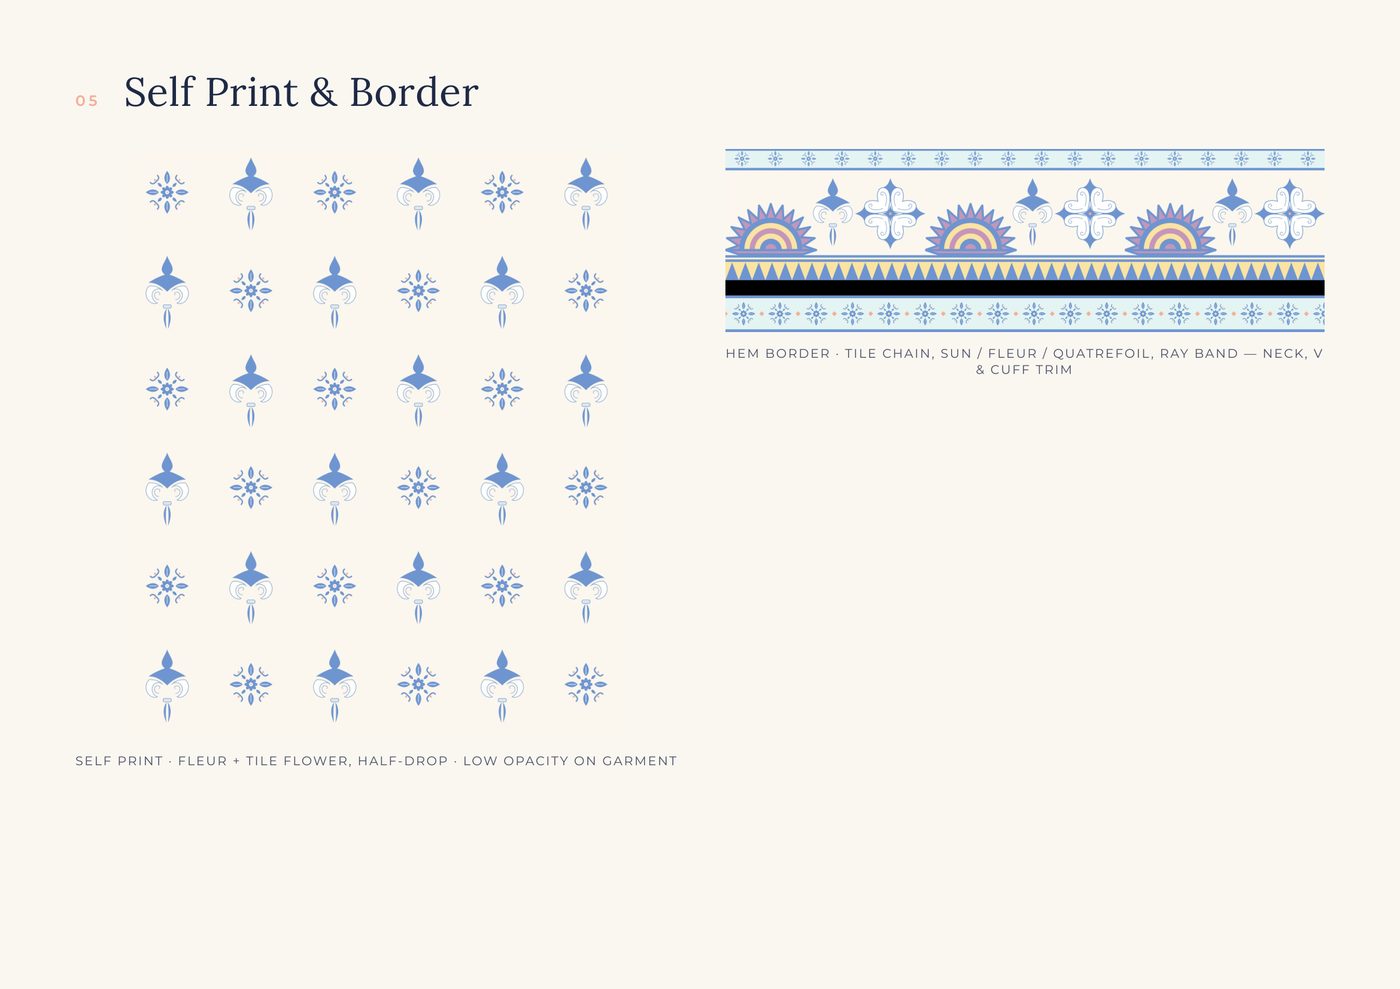 05 Self Print & Border
HEM BORDER · TILE CHAIN, SUN / FLEUR / QUATREFOIL, RAY BAND — NECK, V
& CUFF TRIM
SELF PRINT · FLEUR + TILE FLOWER, HALF-DROP · LOW OPACITY ON GARMENT